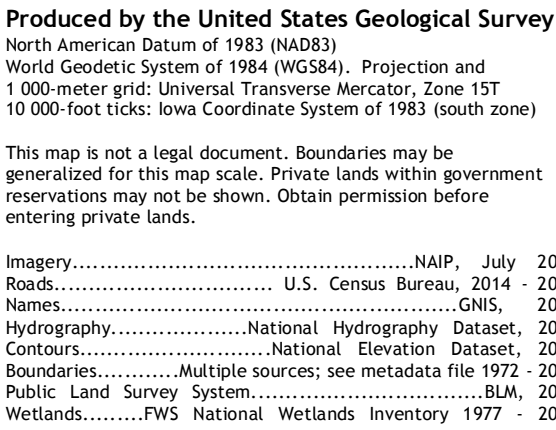 Produced by the United States Geological Survey
North American Datum of 1983 (NAD83)
World Geodetic System of 1984 (WGS84). Projection and
1 000-meter grid: Universal Transverse Mercator, Zone 15T
10 000-foot ticks: Iowa Coordinate System of 1983 (south zone)
This map is not a legal document. Boundaries may be
generalized for this map scale. Private lands within government
reservations may not be shown. Obtain permission before
entering private lands.
Imagery..........................................NAIP, July 20
Roads.............................. U.S. Census Bureau, 2014 - 20
Names.................................................GNIS, 20
Hydrography....................National Hydrography Dataset, 20
Contours............................National Elevation Dataset, 20
Boundaries............Multiple sources; see metadata file 1972 - 20
Public Land Survey System..................................BLM, 20
Wetlands.........FWS National Wetlands Inventory 1977 - 20